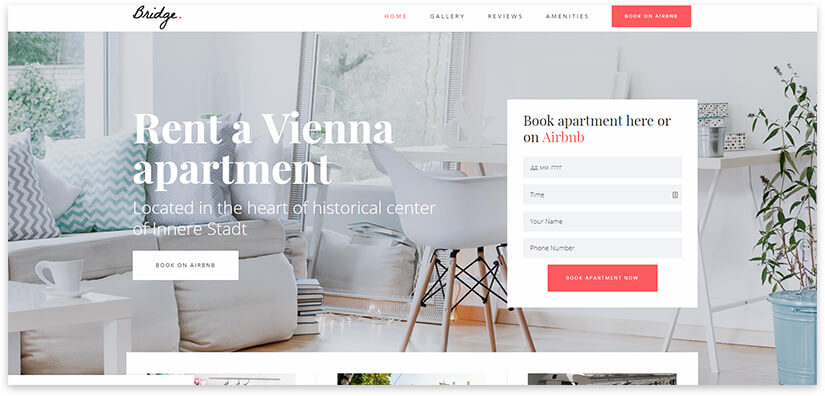 Bridge.
HOME GALLERY REVIEWS AMENITIES BOOK ON AIRBNB
Rent a Vienna
apartment
Located in the heart of historical center
of Innere Stadt
BOOK ON AIRBNB
Book apartment here or
on Airbnb
дд.мм.гггг
Time
Your Name
Phone Number
BOOK APARTMENT NOW